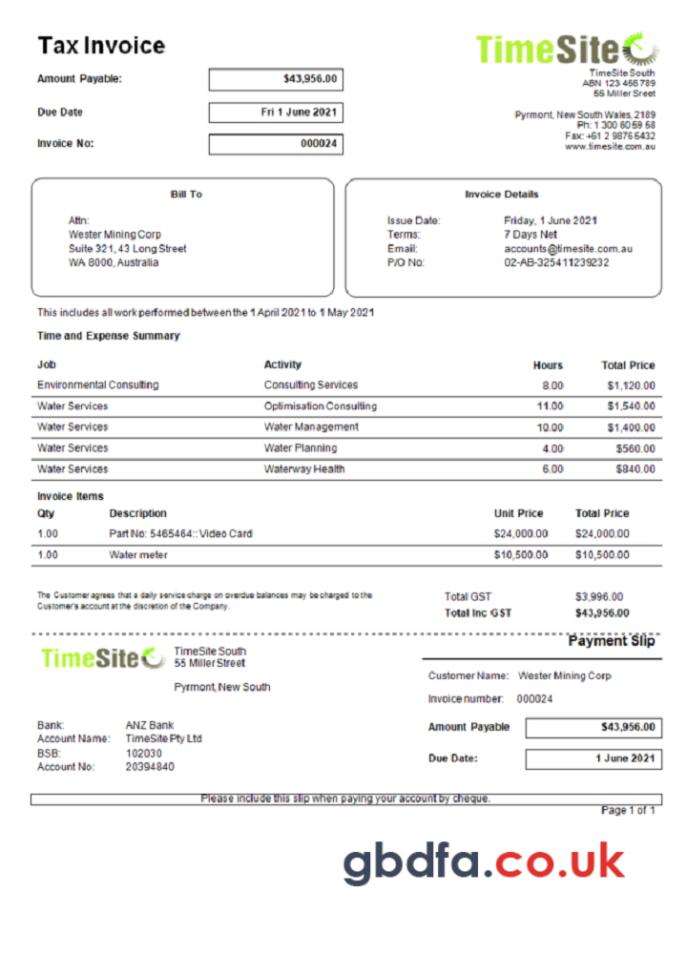 Tax Invoice
TimeSite
Amount Payable: $43,956.00
Due Date Fri 1 June 2021
Invoice No: 000024
TimeSite South
ABN 123 456 789
55 Miller Sreet
Pyrmont, New South Wales, 2189
Ph: 1 300 60 59 58
Fax: +61 2 9876 5432
www.timesite.com.au
Bill To
Attn:
Wester Mining Corp
Suite 321, 43 Long Street
WA 8000, Australia
Invoice Details
Issue Date: Friday, 1 June 2021
Terms: 7 Days Net
Email: accounts@timesite.com.au
P/O No: 02-AB-325411239232
This includes all work performed between the 1 April 2021 to 1 May 2021
Time and Expense Summary
Job Activity Hours Total Price
Environmental Consulting Consulting Services 8.00 $1,120.00
Water Services Optimisation Consulting 11.00 $1,540.00
Water Services Water Management 10.00 $1,400.00
Water Services Water Planning 4.00 $560.00
Water Services Waterway Health 6.00 $840.00
Invoice Items
Qty Description Unit Price Total Price
1.00 Part No: 5465464:: Video Card $24,000.00 $24,000.00
1.00 Water meter $10,500.00 $10,500.00
The Customer agrees that a daily service charge on overdue balances may be charged to the
Customer's account at the discretion of the Company.
Total GST $3,996.00
Total Inc GST $43,956.00
Payment Slip
TimeSite
TimeSite South
55 Miller Street
Pyrmont, New South
Customer Name: Wester Mining Corp
Invoice number: 000024
Bank: ANZ Bank
Account Name: TimeSite Pty Ltd
BSB: 102030
Account No: 20394840
Amount Payable $43,956.00
Due Date: 1 June 2021
Please include this slip when paying your account by cheque.
Page 1 of 1
gbdfa.co.uk